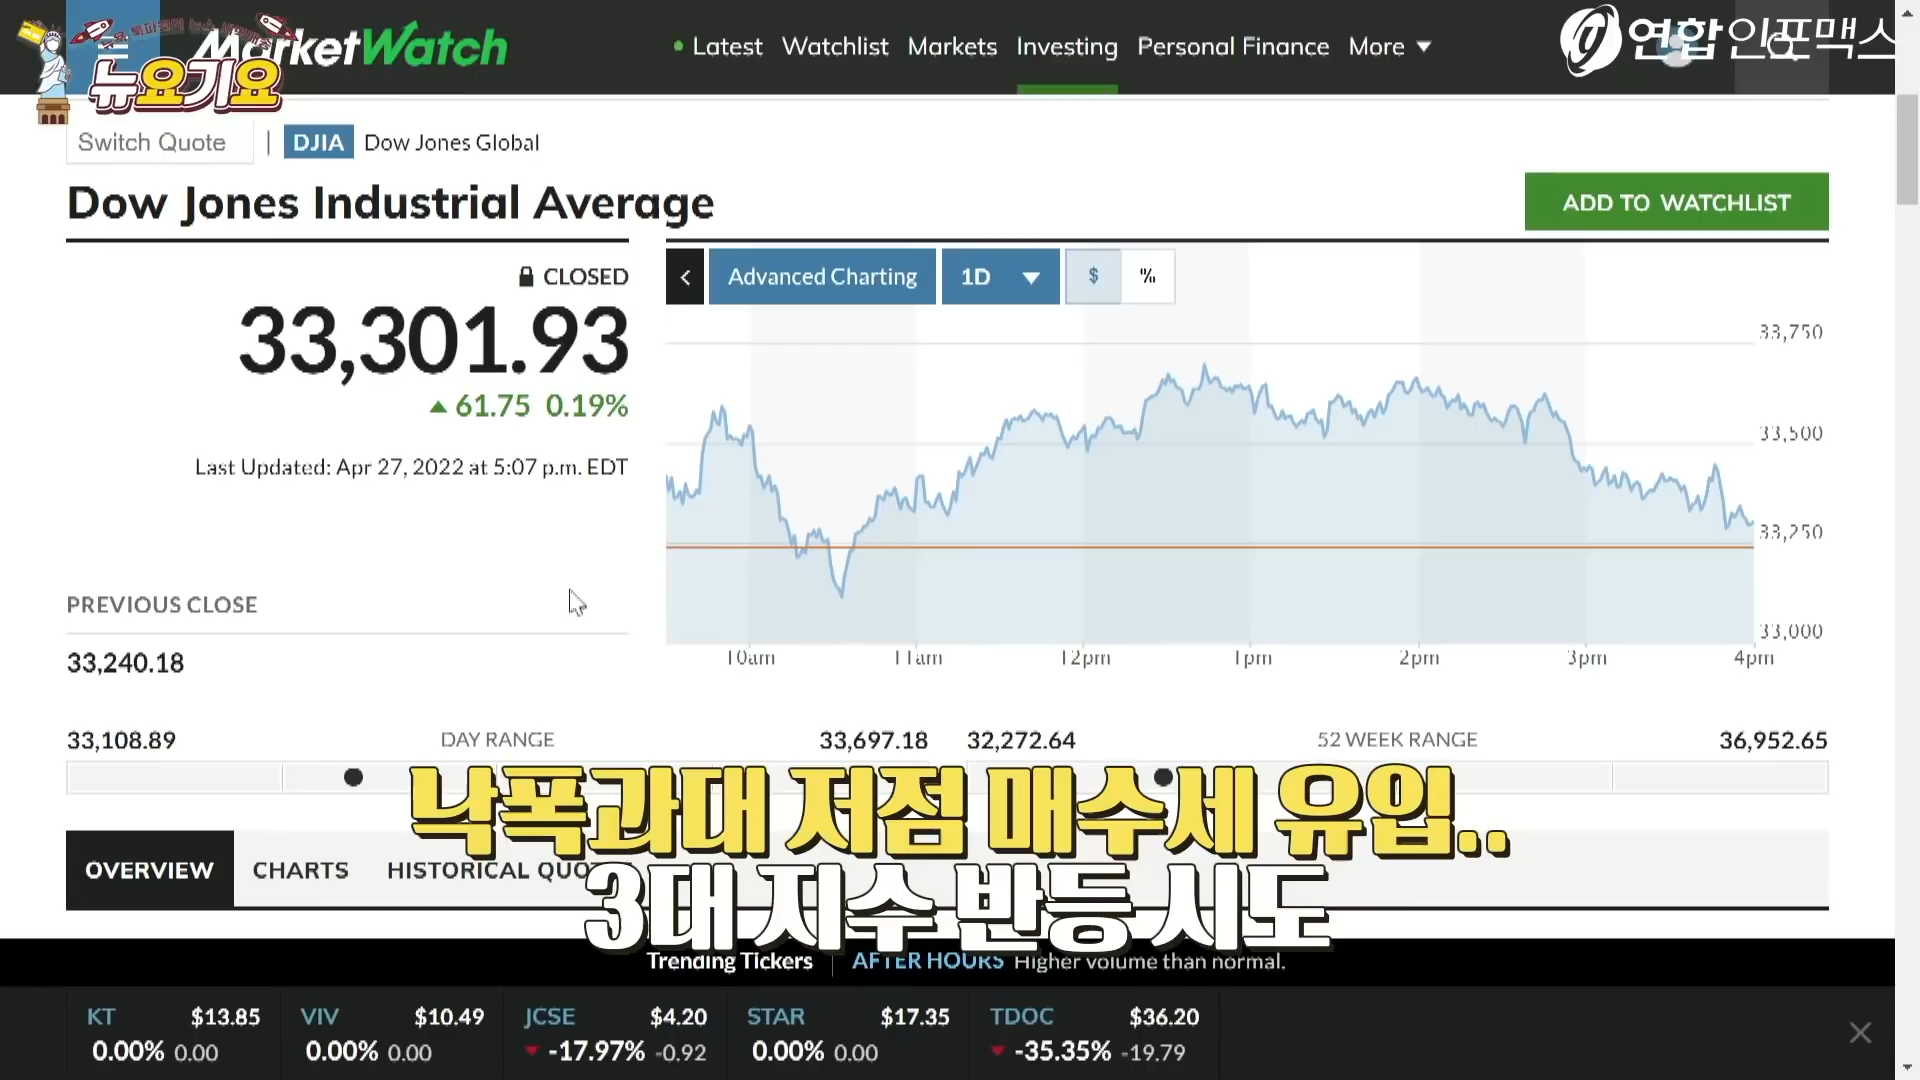 MarketWatch
Latest Watchlist Markets Investing Personal Finance More
연합인포맥스
뉴요기요
Switch Quote | DJIA Dow Jones Global
Dow Jones Industrial Average
ADD TO WATCHLIST
CLOSED
33,301.93
61.75 0.19%
Last Updated: Apr 27, 2022 at 5:07 p.m. EDT
PREVIOUS CLOSE
33,240.18
Advanced Charting 1D $ %
33,750
33,500
33,250
33,000
10am 11am 12pm 1pm 2pm 3pm 4pm
33,108.89 DAY RANGE 33,697.18
32,272.64 52 WEEK RANGE 36,952.65
낙폭과대 저점 매수세 유입..
OVERVIEW CHARTS HISTORICAL QUO
3대 지수 반등 시도
Trending Tickers AFTER HOURS Higher volume than normal.
KT $13.85
0.00% 0.00
VIV $10.49
0.00% 0.00
JCSE $4.20
-17.97% -0.92
STAR $17.35
0.00% 0.00
TDOC $36.20
-35.35% -19.79